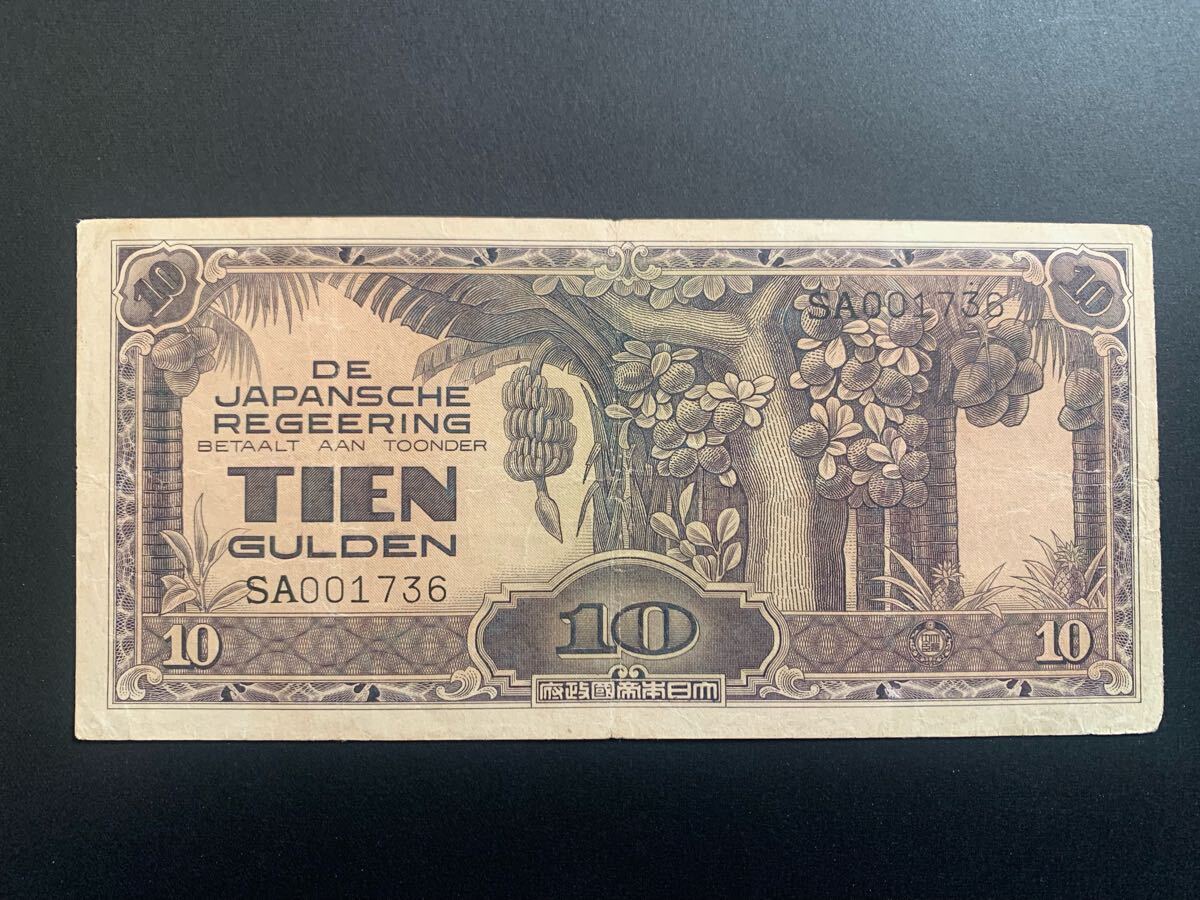 10
10
SA001736
DE
JAPANSCHE
REGEERING
BETAALT AAN TOONDER
TIEN
GULDEN
SA001736
10
10
10
府政國帝本日大